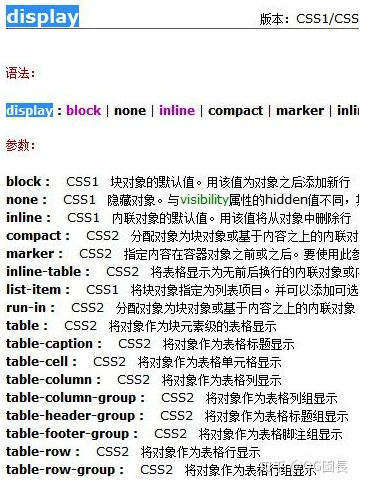 display 版本：CSS1/CSS
语法：
display : block | none | inline | compact | marker | inlin
参数：
block： CSS1 块对象的默认值。用该值为对象之后添加新行
none： CSS1 隐藏对象。与visibility属性的hidden值不同，其
inline： CSS1 内联对象的默认值。用该值将从对象中删除行
compact： CSS2 分配对象为块对象或基于内容之上的内联对
marker： CSS2 指定内容在容器对象之前或之后。要使用此参
inline-table： CSS2 将表格显示为无前后换行的内联对象或内
list-item： CSS1 将块对象指定为列表项目。并可以添加可选
run-in： CSS2 分配对象为块对象或基于内容之上的内联对象
table： CSS2 将对象作为块元素级的表格显示
table-caption： CSS2 将对象作为表格标题显示
table-cell： CSS2 将对象作为表格单元格显示
table-column： CSS2 将对象作为表格列显示
table-column-group： CSS2 将对象作为表格列组显示
table-header-group： CSS2 将对象作为表格标题组显示
table-footer-group： CSS2 将对象作为表格脚注组显示
table-row： CSS2 将对象作为表格行显示
table-row-group： CSS2 将对象作为表格行组显示